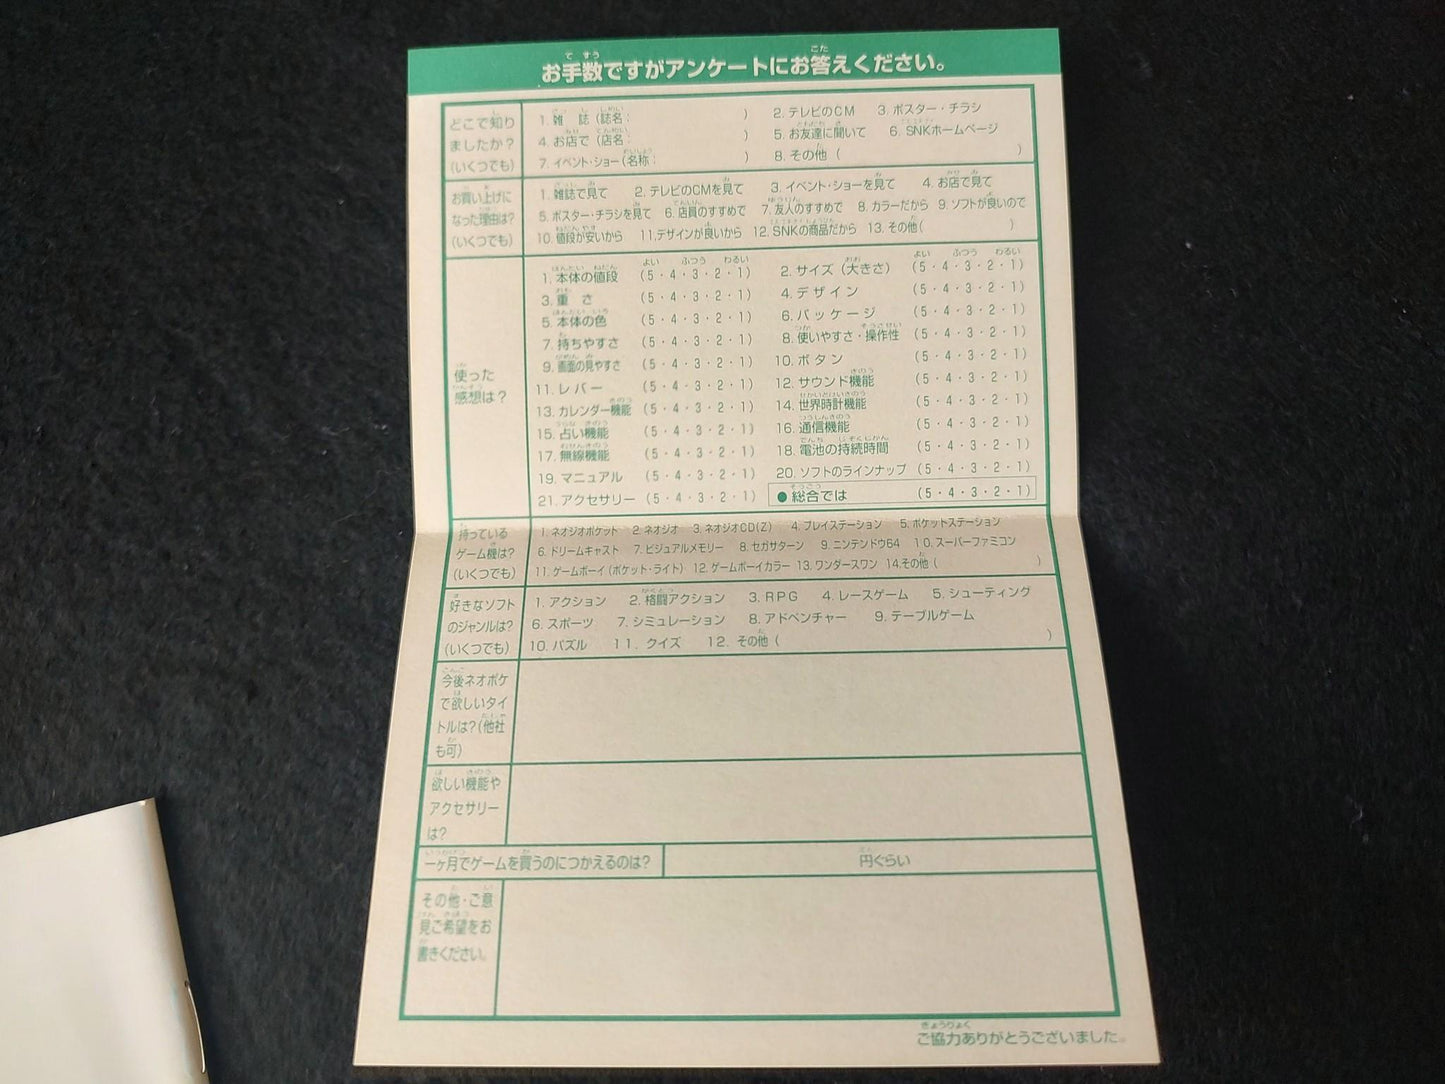 お手数ですがアンケートにお答えください。
どこで知り
ましたか？
(いくつでも)
1. 雑　誌（誌名：　）　2. テレビのCM　3. ポスター・チラシ
4. お店で（店名：　）　5. お友達に聞いて　6. SNKホームページ
7. イベント・ショー（名称：　）　8. その他（　）
お買い上げに
なった理由は？
(いくつでも)
1. 雑誌で見て　2. テレビのCMを見て　3. イベント・ショーを見て　4. お店で見て
5. ポスター・チラシを見て　6. 店員のすすめで　7. 友人のすすめで　8. カラーだから　9. ソフトが良いので
10. 値段が安いから　11. デザインが良いから　12. SNKの商品だから　13. その他（　）
使った
感想は？
よい　ふつう　わるい　よい　ふつう　わるい
1. 本体の値段　（5・4・3・2・1）　2. サイズ（大きさ）　（5・4・3・2・1）
3. 重　さ　（5・4・3・2・1）　4. デザイン　（5・4・3・2・1）
5. 本体の色　（5・4・3・2・1）　6. パッケージ　（5・4・3・2・1）
7. 持ちやすさ　（5・4・3・2・1）　8. 使いやすさ・操作性　（5・4・3・2・1）
9. 画面の見やすさ　（5・4・3・2・1）　10. ボタン　（5・4・3・2・1）
11. レバー　（5・4・3・2・1）　12. サウンド機能　（5・4・3・2・1）
13. カレンダー機能　（5・4・3・2・1）　14. 世界時計機能　（5・4・3・2・1）
15. 占い機能　（5・4・3・2・1）　16. 通信機能　（5・4・3・2・1）
17. 無線機能　（5・4・3・2・1）　18. 電池の持続時間　（5・4・3・2・1）
19. マニュアル　（5・4・3・2・1）　20. ソフトのラインナップ　（5・4・3・2・1）
21. アクセサリー　（5・4・3・2・1）　●総合では　（5・4・3・2・1）
持っている
ゲーム機は？
(いくつでも)
1. ネオジオポケット　2. ネオジオ　3. ネオジオCD(Z)　4. プレイステーション　5. ポケットステーション
6. ドリームキャスト　7. ビジュアルメモリー　8. セガサターン　9. ニンテンドウ64　10. スーパーファミコン
11. ゲームボーイ（ポケット・ライト）　12. ゲームボーイカラー　13. ワンダースワン　14. その他（　）
好きなソフト
のジャンルは？
(いくつでも)
1. アクション　2. 格闘アクション　3. RPG　4. レースゲーム　5. シューティング
6. スポーツ　7. シミュレーション　8. アドベンチャー　9. テーブルゲーム
10. パズル　11. クイズ　12. その他（　）
今後ネオポケ
で欲しいタイ
トルは？（他社
も可）
欲しい機能や
アクセサリー
は？
一ヶ月でゲームを買うのにつかえるのは？　円ぐらい
その他・ご意
見ご希望をお
書きください。
ご協力ありがとうございました。